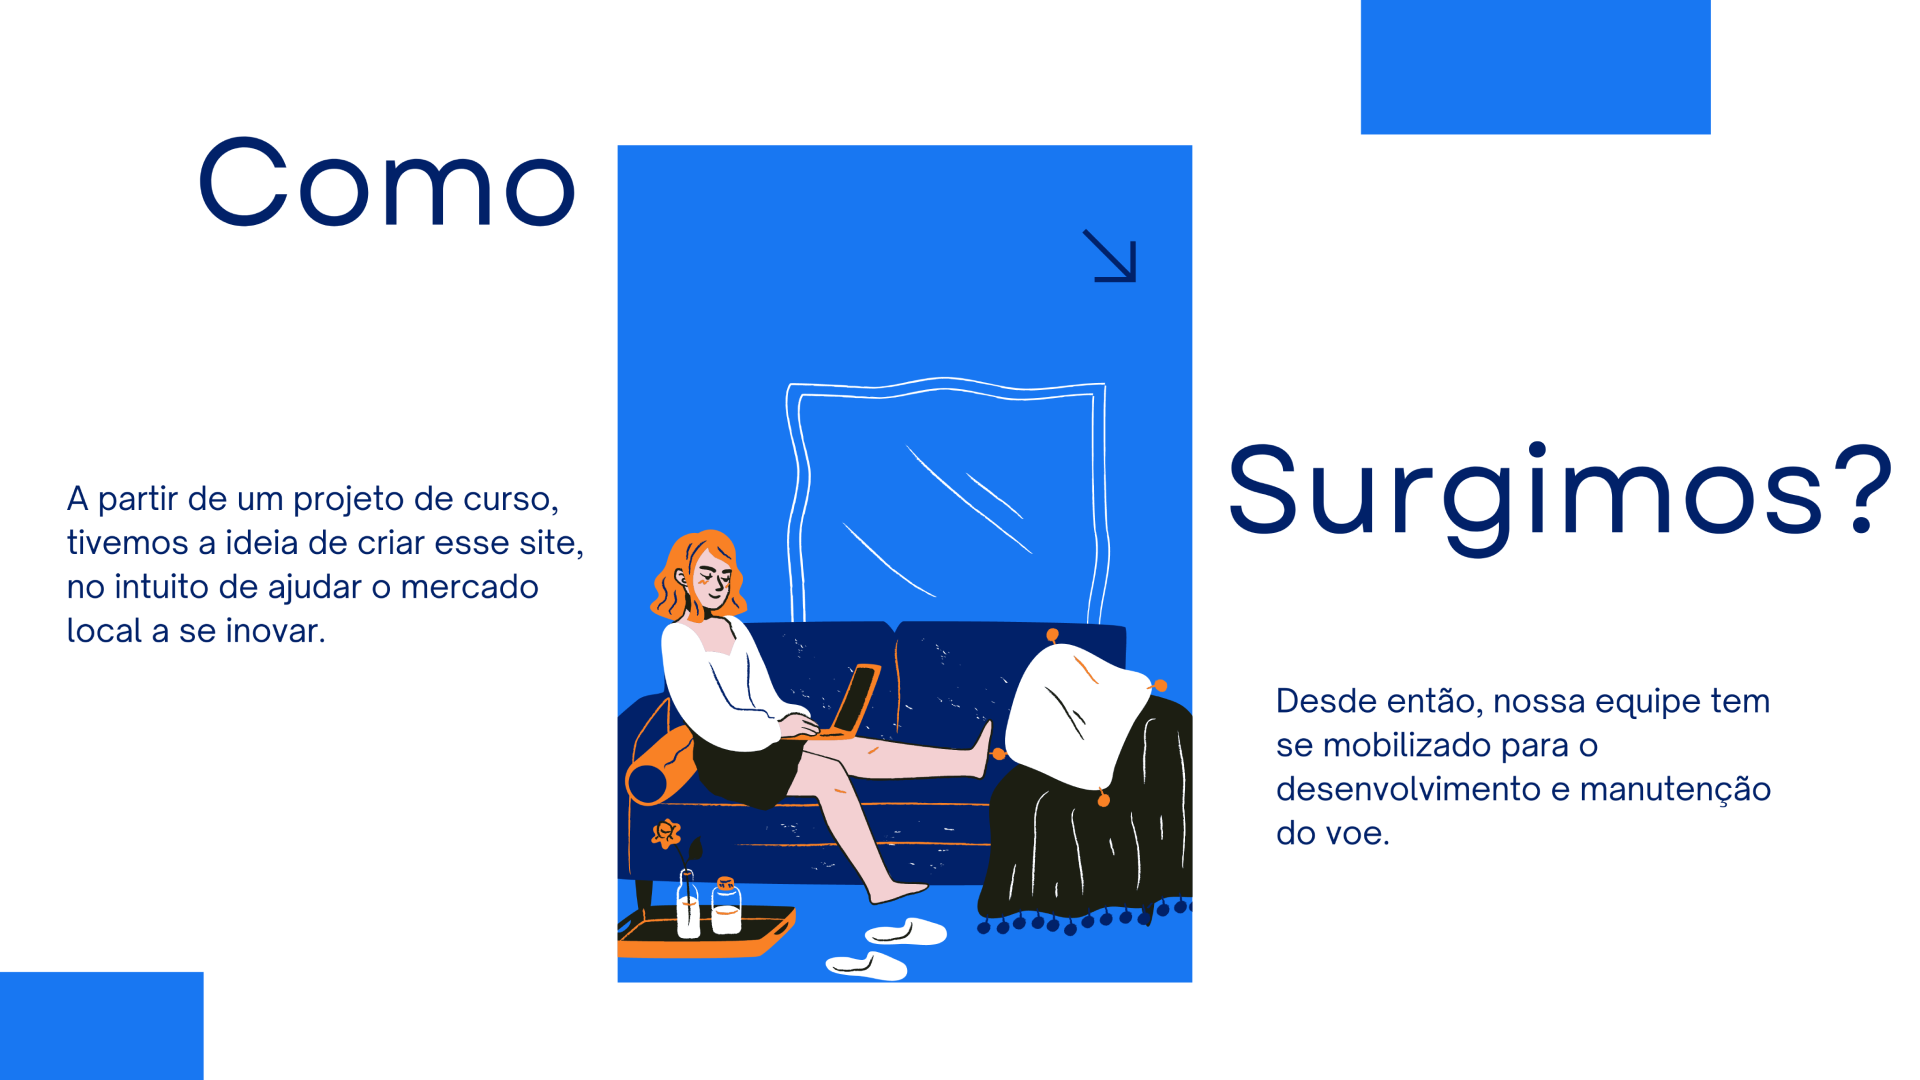 Como
Surgimos?
A partir de um projeto de curso,
tivemos a ideia de criar esse site,
no intuito de ajudar o mercado
local a se inovar.
Desde então, nossa equipe tem
se mobilizado para o
desenvolvimento e manutenção
do voe.